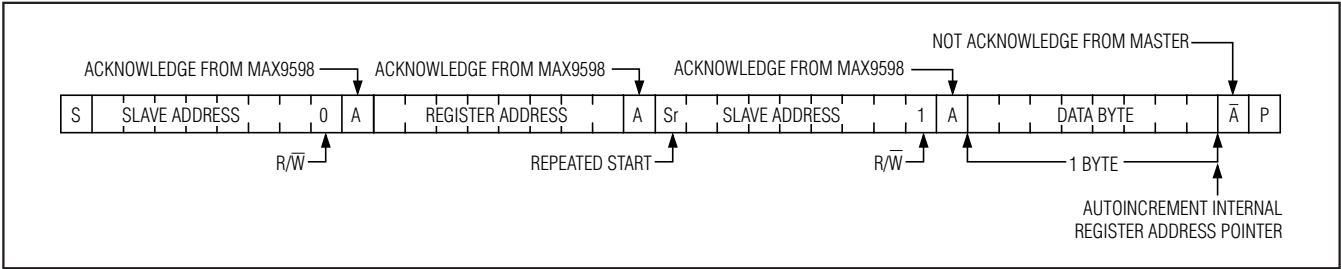 NOT ACKNOWLEDGE FROM MASTER
ACKNOWLEDGE FROM MAX9598 ACKNOWLEDGE FROM MAX9598 ACKNOWLEDGE FROM MAX9598
S SLAVE ADDRESS 0 A REGISTER ADDRESS A Sr SLAVE ADDRESS 1 A DATA BYTE A̅ P
R/W̅ REPEATED START R/W̅ 1 BYTE
AUTOINCREMENT INTERNAL
REGISTER ADDRESS POINTER